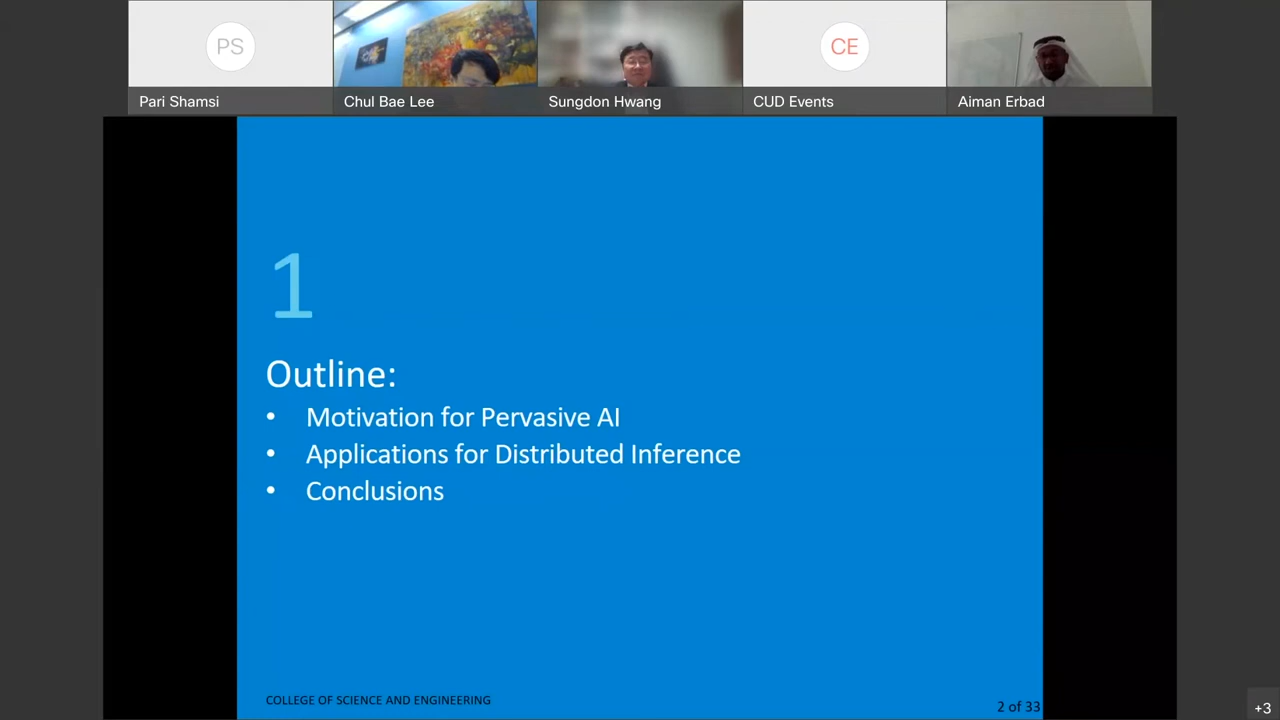 PS
CE
Pari Shamsi
Chul Bae Lee
Sungdon Hwang
CUD Events
Aiman Erbad
1
Outline:
• Motivation for Pervasive AI
• Applications for Distributed Inference
• Conclusions
COLLEGE OF SCIENCE AND ENGINEERING
2 of 33
+3